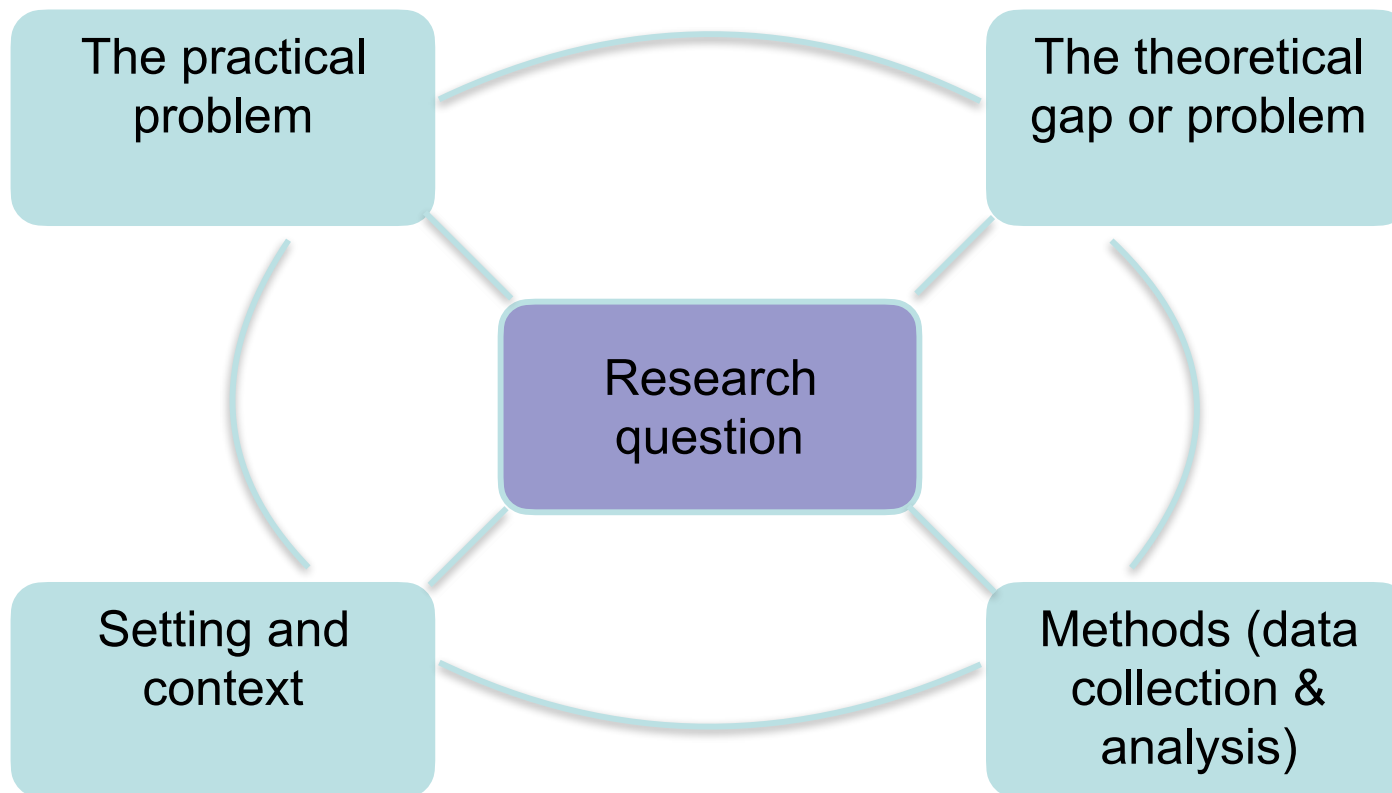 The practical
problem
The theoretical
gap or problem
Research
question
Setting and
context
Methods (data
collection &
analysis)